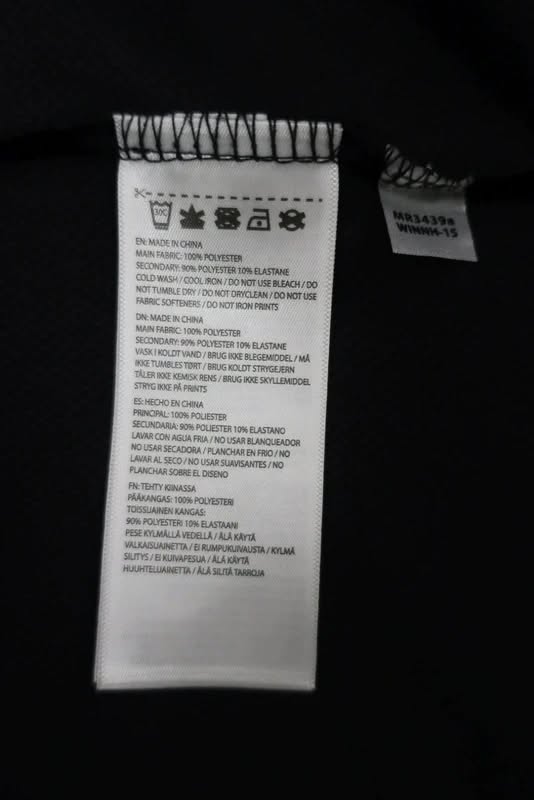 30C
EN: MADE IN CHINA
MAIN FABRIC: 100% POLYESTER
SECONDARY: 90% POLYESTER 10% ELASTANE
COLD WASH / COOL IRON / DO NOT USE BLEACH / DO
NOT TUMBLE DRY / DO NOT DRYCLEAN / DO NOT USE
FABRIC SOFTENERS / DO NOT IRON PRINTS
DN: MADE IN CHINA
MAIN FABRIC: 100% POLYESTER
SECONDARY: 90% POLYESTER 10% ELASTANE
VASK I KOLDT VAND / BRUG IKKE BLEGEMIDDEL / MÅ
IKKE TUMBLES TØRT / BRUG KOLDT STRYGEJERN
TÅLER IKKE KEMISK RENS / BRUG IKKE SKYLLEMIDDEL
STRYG IKKE PÅ PRINTS
ES: HECHO EN CHINA
PRINCIPAL: 100% POLIESTER
SECUNDARIA: 90% POLIESTER 10% ELASTANO
LAVAR CON AGUA FRIA / NO USAR BLANQUEADOR
NO USAR SECADORA / PLANCHAR EN FRIO / NO
LAVAR AL SECO / NO USAR SUAVISANTES / NO
PLANCHAR SOBRE EL DISENO
FN: TEHTY KIINASSA
PÄÄKANGAS: 100% POLYESTERI
TOISSIJAINEN KANGAS:
90% POLYESTERI 10% ELASTAANI
PESE KYLMÄLLÄ VEDELLÄ / ÄLÄ KÄYTÄ
VALKAISUAINETTA / EI RUMPUKUIVAUSTA / KYLMÄ
SILITYS / EI KUIVAPESUA / ÄLÄ KÄYTÄ
HUUHTELUAINETTA / ÄLÄ SILITÄ TARROJA
MR3439a
WINNH-15